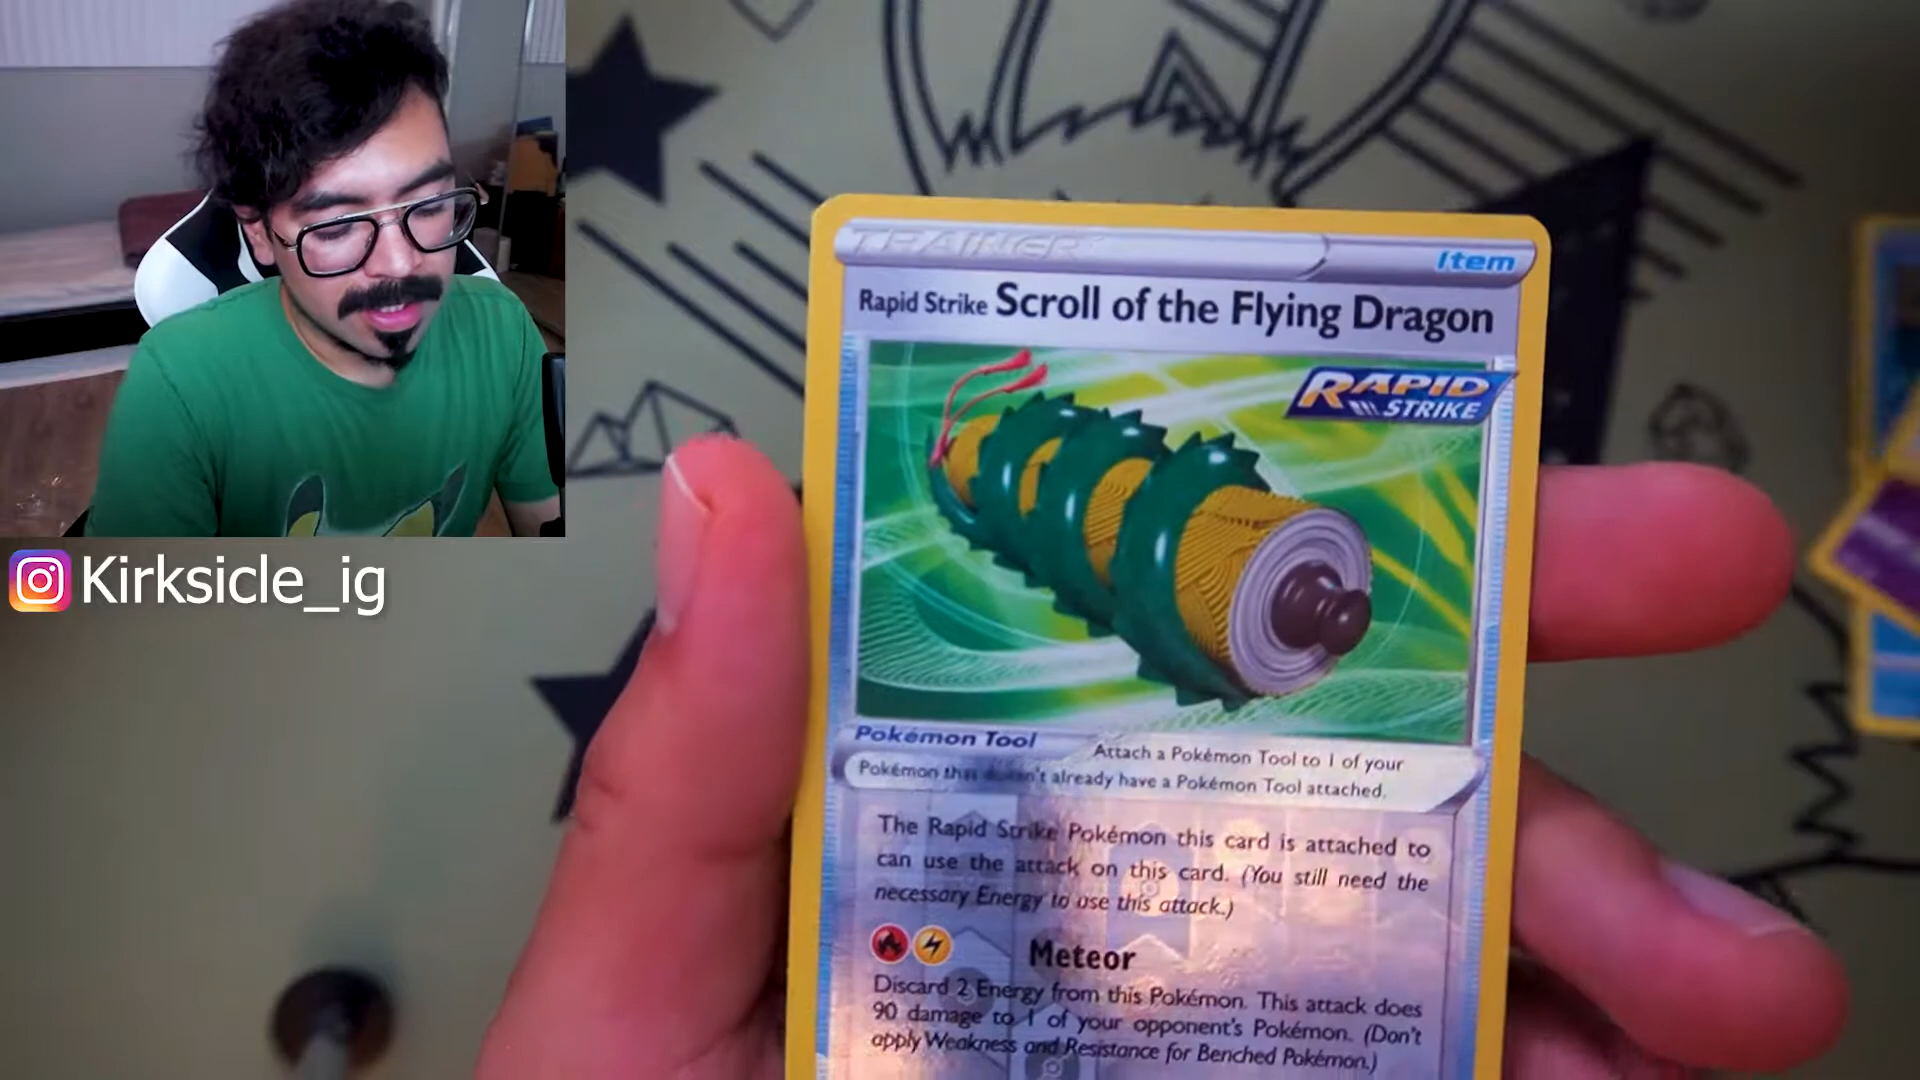 Kirksicle_ig
TRAINER
Item
Rapid Strike Scroll of the Flying Dragon
RAPID
STRIKE
Pokémon Tool
Attach a Pokémon Tool to 1 of your
Pokémon that doesn't already have a Pokémon Tool attached.
The Rapid Strike Pokémon this card is attached to
can use the attack on this card. (You still need the
necessary Energy to use this attack.)
Meteor
Discard 2 Energy from this Pokémon. This attack does
90 damage to 1 of your opponent's Pokémon. (Don't
apply Weakness and Resistance for Benched Pokémon.)